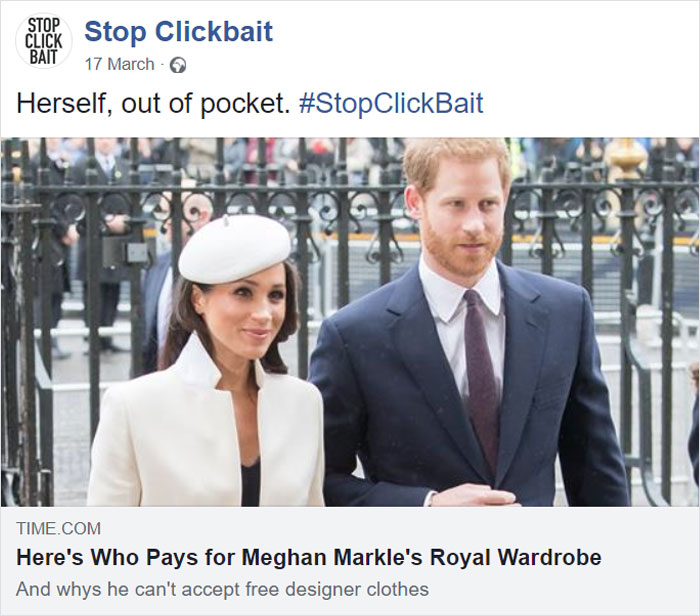 STOP
CLICK
BAIT
Stop Clickbait
17 March ·
Herself, out of pocket. #StopClickBait
TIME.COM
Here's Who Pays for Meghan Markle's Royal Wardrobe
And whys he can't accept free designer clothes